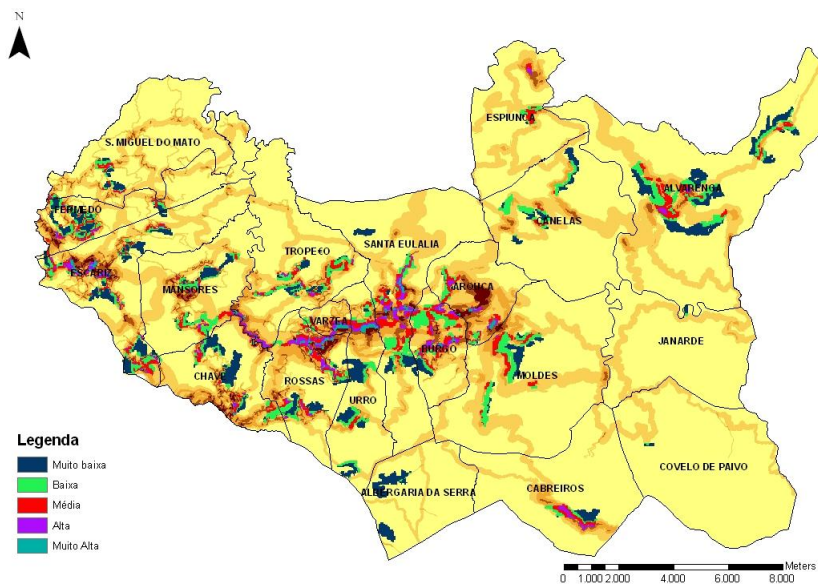 N
ESPIUNCA
S. MIGUEL DO MATO
ALVARENGA
FERMEDO
CANELAS
SANTA EULALIA
TROPE€O
ESCARIZ
AROUCA
MANSORES
VARZEA
JANARDE
BURGO
CHAVE
ROSSAS
MOLDES
URRO
Legenda
Muito baixa
COVELO DE PAIVO
Baixa
ALBERGARIA DA SERRA
CABREIROS
Média
Alta
Muito Alta
Meters
0 1.000 2.000 4.000 6.000 8.000